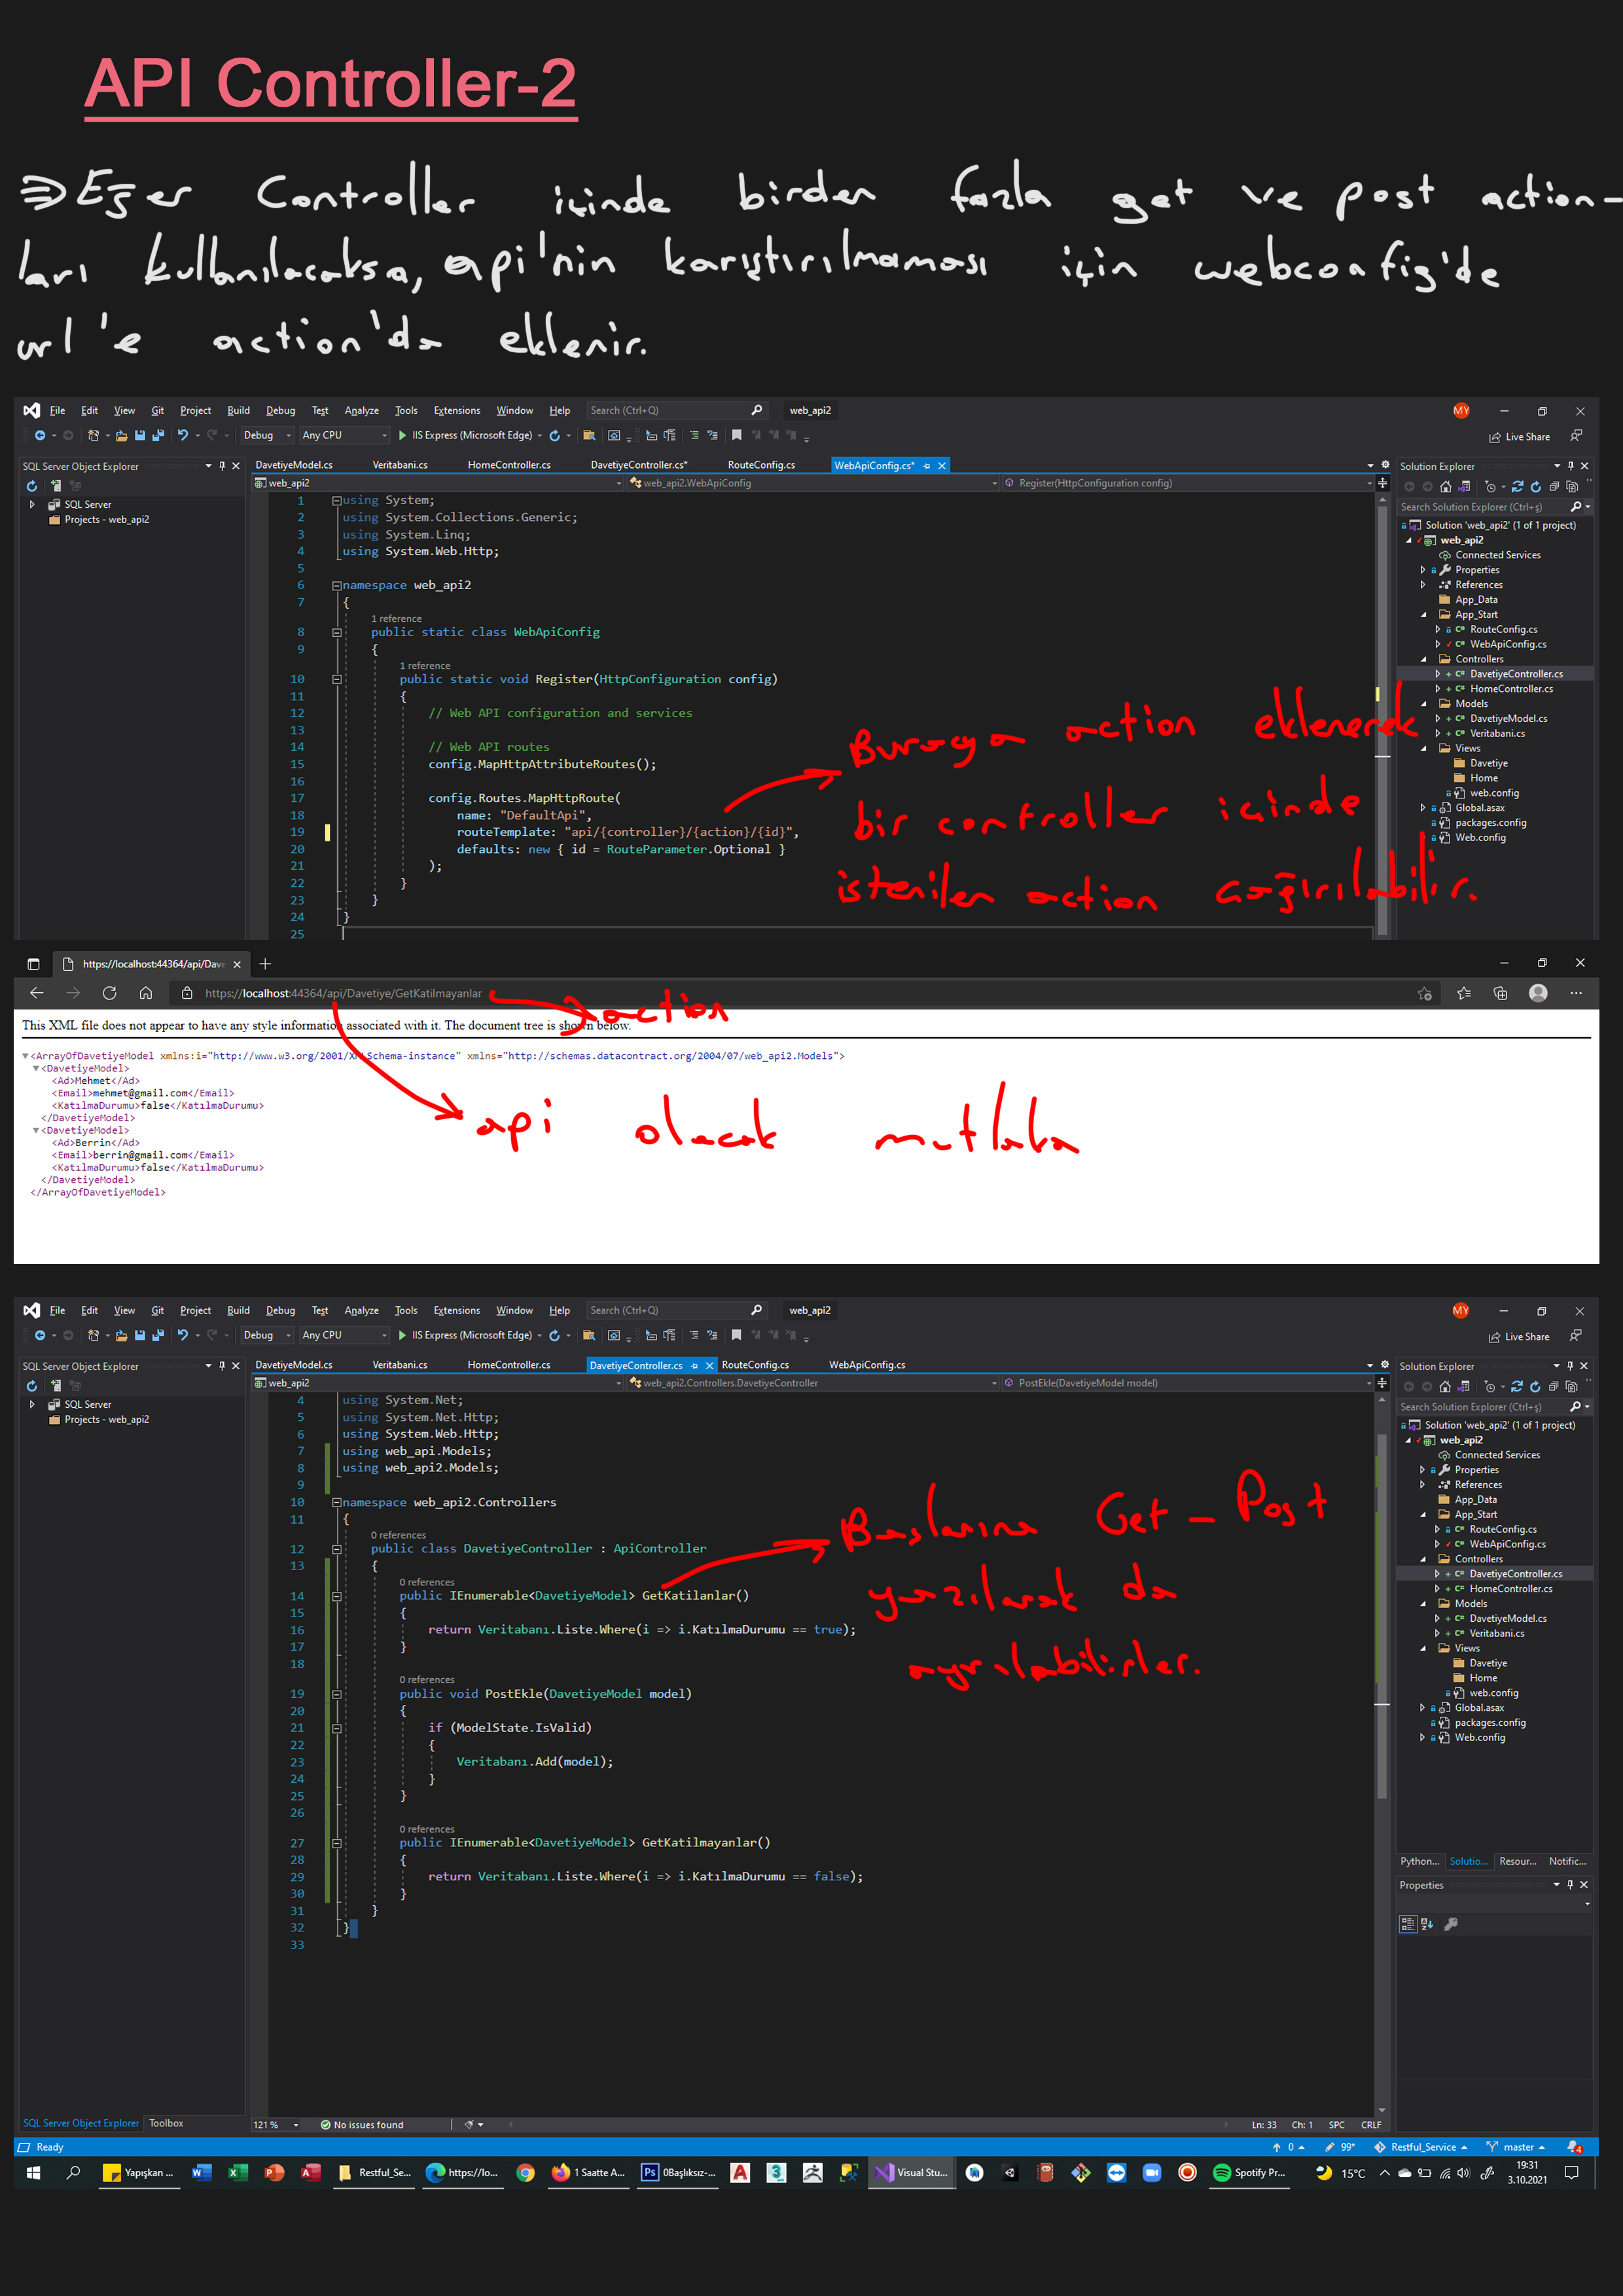 API Controller-2
⇒ Eğer Controller içinde birden fazla get ve post action-
ları kullanılacaksa, api'nin karıştırılmaması için webconfig'de
url'e action'da eklenir.
File Edit View Git Project Build Debug Test Analyze Tools Extensions Window Help Search (Ctrl+Q) web_api2 MY
Debug Any CPU IIS Express (Microsoft Edge) Live Share
SQL Server Object Explorer
SQL Server
Projects - web_api2
DavetiyeModel.cs Veritabani.cs HomeController.cs DavetiyeController.cs* RouteConfig.cs WebApiConfig.cs*
web_api2 web_api2.WebApiConfig Register(HttpConfiguration config)
1 using System;
2 using System.Collections.Generic;
3 using System.Linq;
4 using System.Web.Http;
5
6 namespace web_api2
7 {
1 reference
8 public static class WebApiConfig
9 {
1 reference
10 public static void Register(HttpConfiguration config)
11 {
12 // Web API configuration and services
13
14 // Web API routes
15 config.MapHttpAttributeRoutes();
16
17 config.Routes.MapHttpRoute(
18 name: "DefaultApi",
19 routeTemplate: "api/{controller}/{action}/{id}",
20 defaults: new { id = RouteParameter.Optional }
21 );
22 }
23 }
24 }
25
Buraya action eklenerek
bir controller içinde
istenilen action çağırılabilir.
Solution Explorer
Search Solution Explorer (Ctrl+ş)
Solution 'web_api2' (1 of 1 project)
web_api2
Connected Services
Properties
References
App_Data
App_Start
RouteConfig.cs
WebApiConfig.cs
Controllers
DavetiyeController.cs
HomeController.cs
Models
DavetiyeModel.cs
Veritabani.cs
Views
Davetiye
Home
web.config
Global.asax
packages.config
Web.config
https://localhost:44364/api/Dave
https://localhost:44364/api/Davetiye/GetKatilmayanlar
action
This XML file does not appear to have any style information associated with it. The document tree is shown below.
<ArrayOfDavetiyeModel xmlns:i="http://www.w3.org/2001/XMLSchema-instance" xmlns="http://schemas.datacontract.org/2004/07/web_api2.Models">
<DavetiyeModel>
<Ad>Mehmet</Ad>
<Email>mehmet@gmail.com</Email>
<KatılmaDurumu>false</KatılmaDurumu>
</DavetiyeModel>
<DavetiyeModel>
<Ad>Berrin</Ad>
<Email>berrin@gmail.com</Email>
<KatılmaDurumu>false</KatılmaDurumu>
</DavetiyeModel>
</ArrayOfDavetiyeModel>
api olacak mutlaka
File Edit View Git Project Build Debug Test Analyze Tools Extensions Window Help Search (Ctrl+Q) web_api2 MY
Debug Any CPU IIS Express (Microsoft Edge) Live Share
SQL Server Object Explorer
SQL Server
Projects - web_api2
DavetiyeModel.cs Veritabani.cs HomeController.cs DavetiyeController.cs RouteConfig.cs WebApiConfig.cs
web_api2 web_api2.Controllers.DavetiyeController PostEkle(DavetiyeModel model)
4 using System.Net;
5 using System.Net.Http;
6 using System.Web.Http;
7 using web_api.Models;
8 using web_api2.Models;
9
10 namespace web_api2.Controllers
11 {
0 references
12 public class DavetiyeController : ApiController
13 {
0 references
14 public IEnumerable<DavetiyeModel> GetKatilanlar()
15 {
16 return Veritabanı.Liste.Where(i => i.KatılmaDurumu == true);
17 }
18
0 references
19 public void PostEkle(DavetiyeModel model)
20 {
21 if (ModelState.IsValid)
22 {
23 Veritabanı.Add(model);
24 }
25 }
26
0 references
27 public IEnumerable<DavetiyeModel> GetKatilmayanlar()
28 {
29 return Veritabanı.Liste.Where(i => i.KatılmaDurumu == false);
30 }
31 }
32 }
33
Başlarına Get - Post
yazılarak da
ayrılabilirler.
Solution Explorer
Search Solution Explorer (Ctrl+ş)
Solution 'web_api2' (1 of 1 project)
web_api2
Connected Services
Properties
References
App_Data
App_Start
RouteConfig.cs
WebApiConfig.cs
Controllers
DavetiyeController.cs
HomeController.cs
Models
DavetiyeModel.cs
Veritabani.cs
Views
Davetiye
Home
web.config
Global.asax
packages.config
Web.config
Python... Solutio... Resour... Notific...
Properties
SQL Server Object Explorer Toolbox
121 % No issues found Ln: 33 Ch: 1 SPC CRLF
Ready 0 99+ Restful_Service master 4
Yapışkan ... Restful_Se... https://lo... 1 Saatte A... 0Başlıksız-... Visual Stu... Spotify Pr... 15°C 19:31
3.10.2021